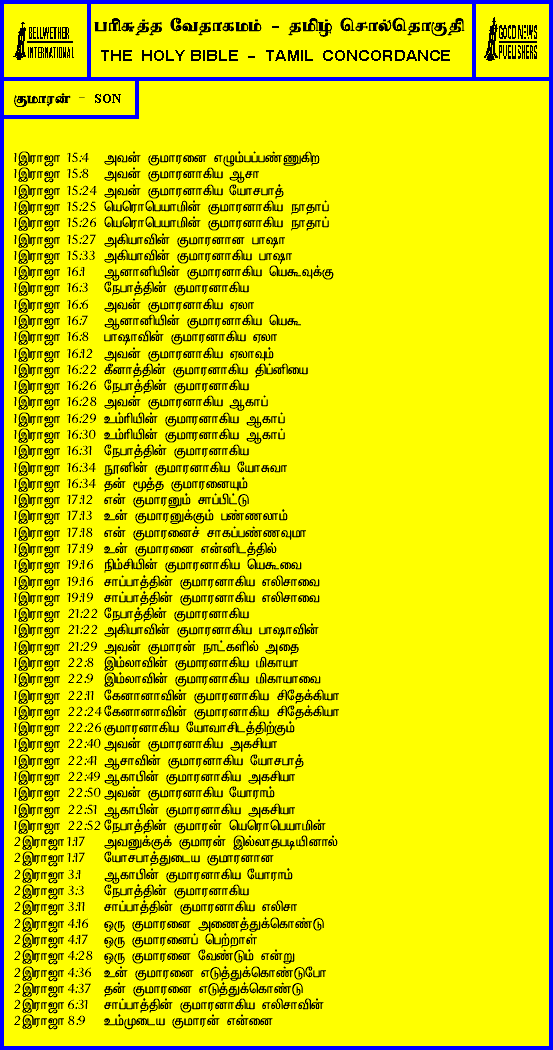 BELLWETHER
INTERNATIONAL
பரிசுத்த வேதாகமம் - தமிழ் சொல்தொகுதி
THE HOLY BIBLE - TAMIL CONCORDANCE
GOOD NEWS
PUBLISHERS
குமாரன் - SON
1இராஜா 15:4 அவன் குமாரனை எழும்பப்பண்ணுகிற
1இராஜா 15:8 அவன் குமாரனாகிய ஆசா
1இராஜா 15:24 அவன் குமாரனாகிய யோசபாத்
1இராஜா 15:25 யெரொபெயாமின் குமாரனாகிய நாதாப்
1இராஜா 15:26 யெரொபெயாமின் குமாரனாகிய நாதாப்
1இராஜா 15:27 அகியாவின் குமாரனான பாஷா
1இராஜா 15:33 அகியாவின் குமாரனாகிய பாஷா
1இராஜா 16:1 ஆனானியின் குமாரனாகிய யெகூவுக்கு
1இராஜா 16:3 நேபாத்தின் குமாரனாகிய
1இராஜா 16:6 அவன் குமாரனாகிய ஏலா
1இராஜா 16:7 ஆனானியின் குமாரனாகிய யெகூ
1இராஜா 16:8 பாஷாவின் குமாரனாகிய ஏலா
1இராஜா 16:12 அவன் குமாரனாகிய ஏலாவும்
1இராஜா 16:22 கீனாத்தின் குமாரனாகிய திப்னியை
1இராஜா 16:26 நேபாத்தின் குமாரனாகிய
1இராஜா 16:28 அவன் குமாரனாகிய ஆகாப்
1இராஜா 16:29 உம்ரியின் குமாரனாகிய ஆகாப்
1இராஜா 16:30 உம்ரியின் குமாரனாகிய ஆகாப்
1இராஜா 16:31 நேபாத்தின் குமாரனாகிய
1இராஜா 16:34 நூனின் குமாரனாகிய யோசுவா
1இராஜா 16:34 தன் மூத்த குமாரனையும்
1இராஜா 17:12 என் குமாரனும் சாப்பிட்டு
1இராஜா 17:13 உன் குமாரனுக்கும் பண்ணலாம்
1இராஜா 17:18 என் குமாரனைச் சாகப்பண்ணவுமா
1இராஜா 17:19 உன் குமாரனை என்னிடத்தில்
1இராஜா 19:16 நிம்சியின் குமாரனாகிய யெகூவை
1இராஜா 19:16 சாப்பாத்தின் குமாரனாகிய எலிசாவை
1இராஜா 19:19 சாப்பாத்தின் குமாரனாகிய எலிசாவை
1இராஜா 21:22 நேபாத்தின் குமாரனாகிய
1இராஜா 21:22 அகியாவின் குமாரனாகிய பாஷாவின்
1இராஜா 21:29 அவன் குமாரன் நாட்களில் அதை
1இராஜா 22:8 இம்லாவின் குமாரனாகிய மிகாயா
1இராஜா 22:9 இம்லாவின் குமாரனாகிய மிகாயாவை
1இராஜா 22:11 கேனானாவின் குமாரனாகிய சிதேக்கியா
1இராஜா 22:24 கேனானாவின் குமாரனாகிய சிதேக்கியா
1இராஜா 22:26 குமாரனாகிய யோவாசிடத்திற்கும்
1இராஜா 22:40 அவன் குமாரனாகிய அகசியா
1இராஜா 22:41 ஆசாவின் குமாரனாகிய யோசபாத்
1இராஜா 22:49 ஆகாபின் குமாரனாகிய அகசியா
1இராஜா 22:50 அவன் குமாரனாகிய யோராம்
1இராஜா 22:51 ஆகாபின் குமாரனாகிய அகசியா
1இராஜா 22:52 நேபாத்தின் குமாரன் யெரொபெயாமின்
2இராஜா 1:17 அவனுக்குக் குமாரன் இல்லாதபடியினால்
2இராஜா 1:17 யோசபாத்துடைய குமாரனான
2இராஜா 3:1 ஆகாபின் குமாரனாகிய யோராம்
2இராஜா 3:3 நேபாத்தின் குமாரனாகிய
2இராஜா 3:11 சாப்பாத்தின் குமாரனாகிய எலிசா
2இராஜா 4:16 ஒரு குமாரனை அணைத்துக்கொண்டு
2இராஜா 4:17 ஒரு குமாரனைப் பெற்றாள்
2இராஜா 4:28 ஒரு குமாரனை வேண்டும் என்று
2இராஜா 4:36 உன் குமாரனை எடுத்துக்கொண்டுபோ
2இராஜா 4:37 தன் குமாரனை எடுத்துக்கொண்டு
2இராஜா 6:31 சாப்பாத்தின் குமாரனாகிய எலிசாவின்
2இராஜா 8:9 உம்முடைய குமாரன் என்னை